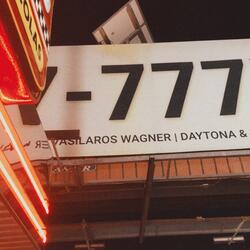 -777
VASILAROS WAGNER | DAYTONA &